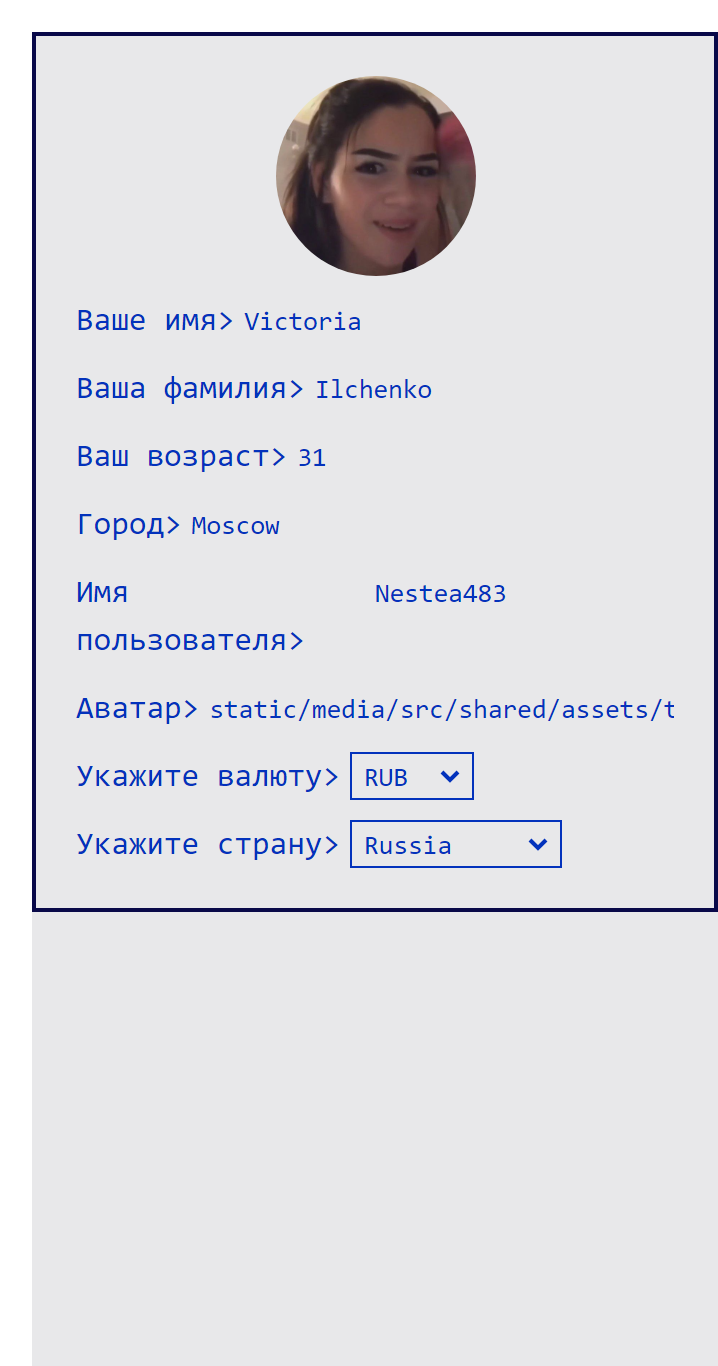 Ваше имя> Victoria
Ваша фамилия> Ilchenko
Ваш возраст> 31
Город> Moscow
Имя Nestea483
пользователя>
Аватар> static/media/src/shared/assets/t
Укажите валюту> RUB
Укажите страну> Russia